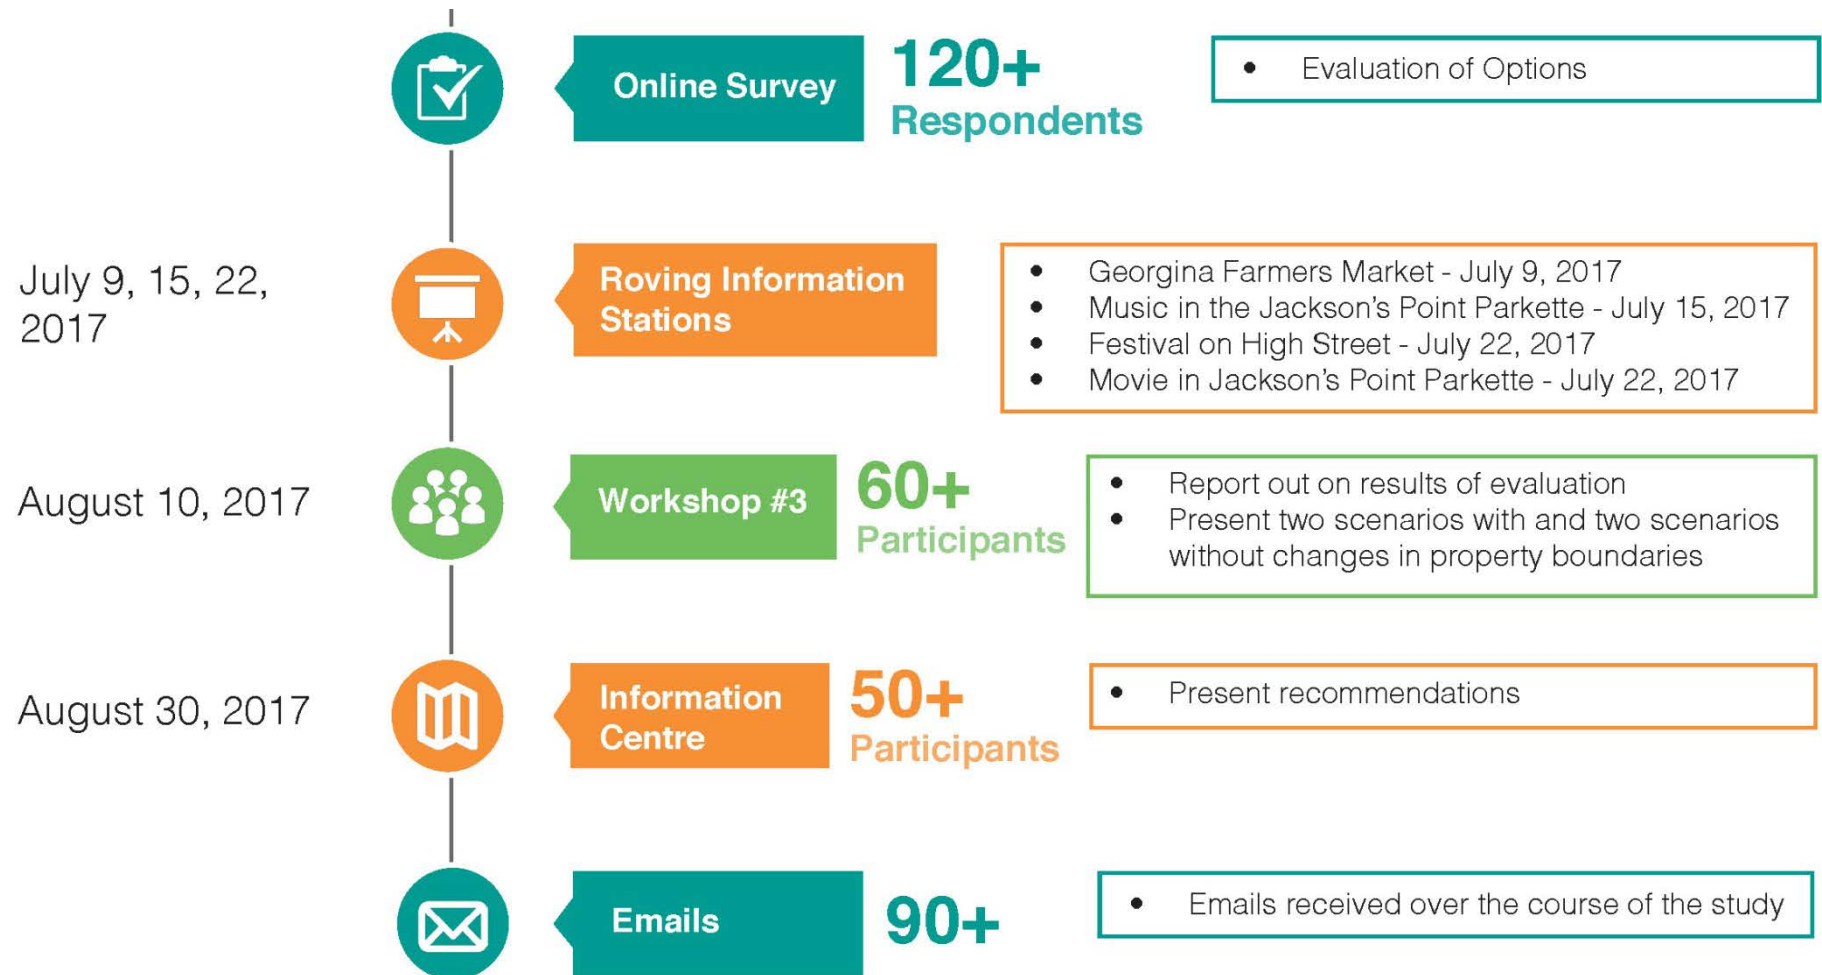 Online Survey
120+
Respondents
• Evaluation of Options
July 9, 15, 22,
2017
Roving Information
Stations
• Georgina Farmers Market - July 9, 2017
• Music in the Jackson's Point Parkette - July 15, 2017
• Festival on High Street - July 22, 2017
• Movie in Jackson's Point Parkette - July 22, 2017
August 10, 2017
Workshop #3
60+
Participants
• Report out on results of evaluation
• Present two scenarios with and two scenarios
without changes in property boundaries
August 30, 2017
Information
Centre
50+
Participants
• Present recommendations
Emails
90+
• Emails received over the course of the study